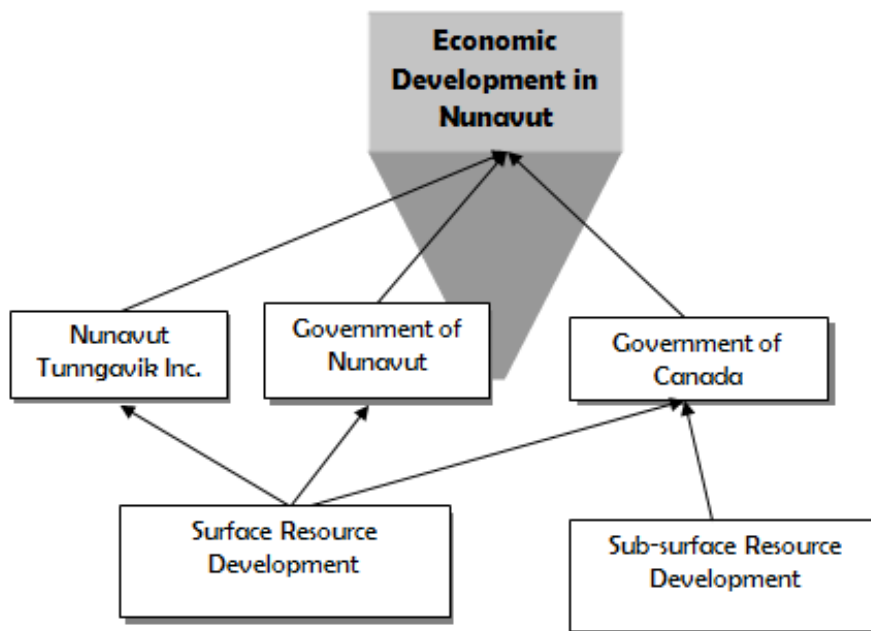 Economic
Development in
Nunavut
Nunavut
Tunngavik Inc.
Government of
Nunavut
Government of
Canada
Surface Resource
Development
Sub-surface Resource
Development